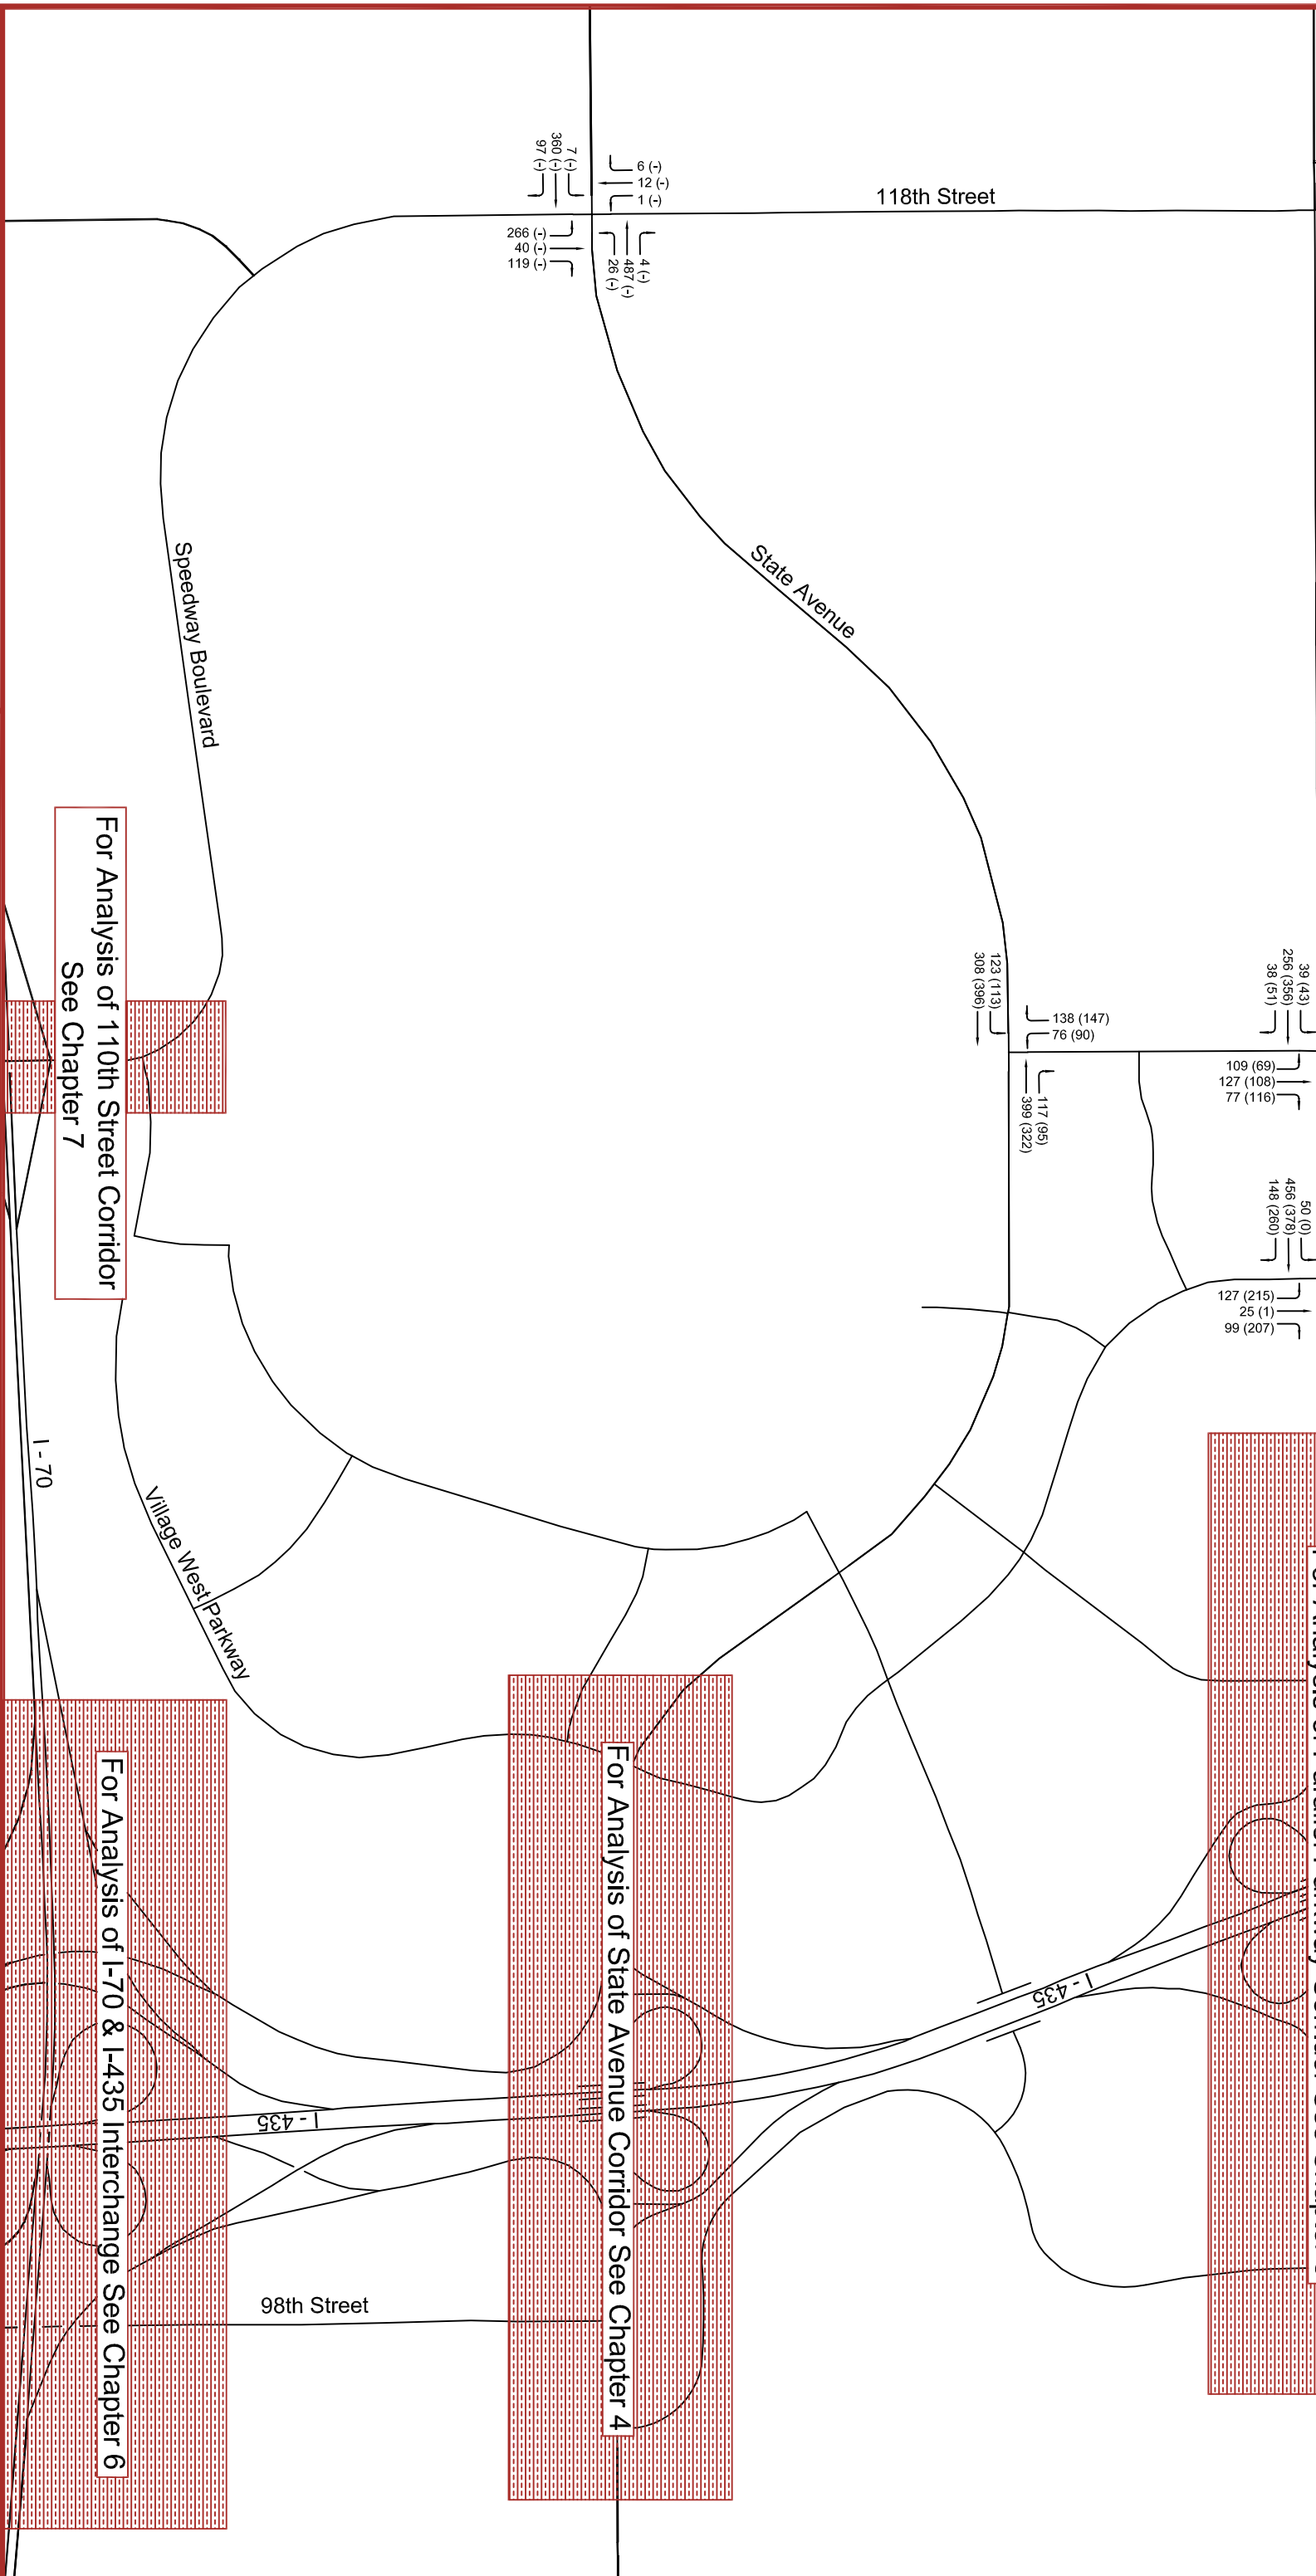 7 (-)
360 (-)
97 (-)
6 (-)
12 (-)
1 (-)
118th Street
266 (-)
40 (-)
119 (-)
4 (-)
487 (-)
26 (-)
State Avenue
Speedway Boulevard
For Analysis of 110th Street Corridor
See Chapter 7
123 (113)
308 (396)
138 (147)
76 (90)
117 (95)
399 (322)
39 (43)
256 (356)
38 (51)
109 (69)
127 (108)
77 (116)
50 (0)
456 (378)
148 (260)
127 (215)
25 (1)
99 (207)
I - 70
Village West Parkway
I - 435
I - 435
For Analysis of State Avenue Corridor See Chapter 4
For Analysis of I-70 & I-435 Interchange See Chapter 6
98th Street